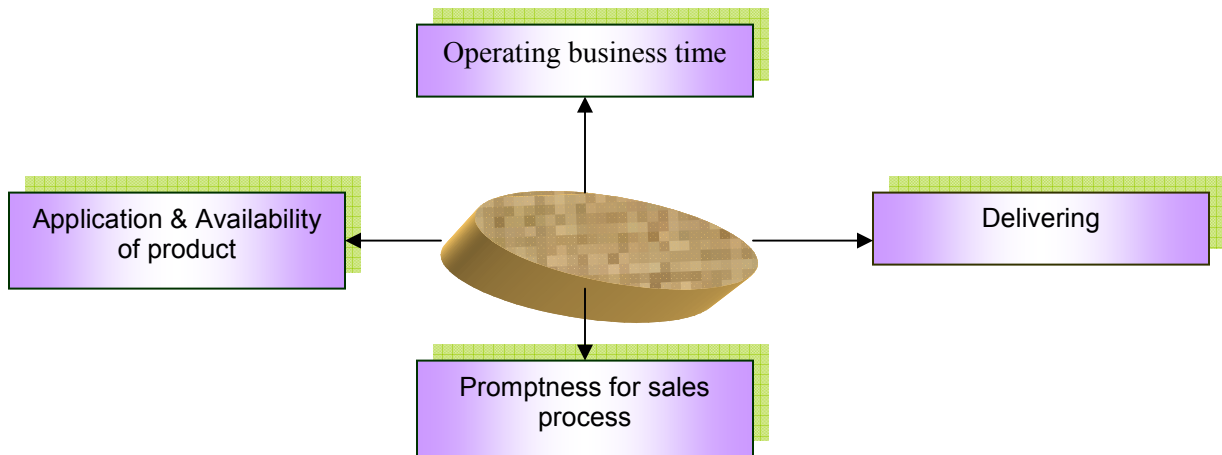 Operating business time
Application & Availability
of product
Delivering
Promptness for sales
process